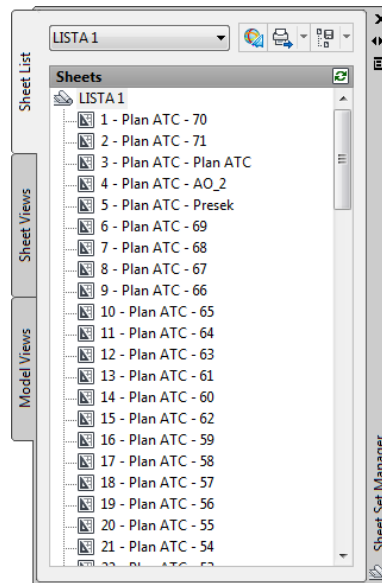 LISTA 1
Sheet List
Sheet Views
Model Views
Sheets
LISTA 1
1 - Plan ATC - 70
2 - Plan ATC - 71
3 - Plan ATC - Plan ATC
4 - Plan ATC - AO_2
5 - Plan ATC - Presek
6 - Plan ATC - 69
7 - Plan ATC - 68
8 - Plan ATC - 67
9 - Plan ATC - 66
10 - Plan ATC - 65
11 - Plan ATC - 64
12 - Plan ATC - 63
13 - Plan ATC - 61
14 - Plan ATC - 60
15 - Plan ATC - 62
16 - Plan ATC - 59
17 - Plan ATC - 58
18 - Plan ATC - 57
19 - Plan ATC - 56
20 - Plan ATC - 55
21 - Plan ATC - 54
Sheet Set Manager